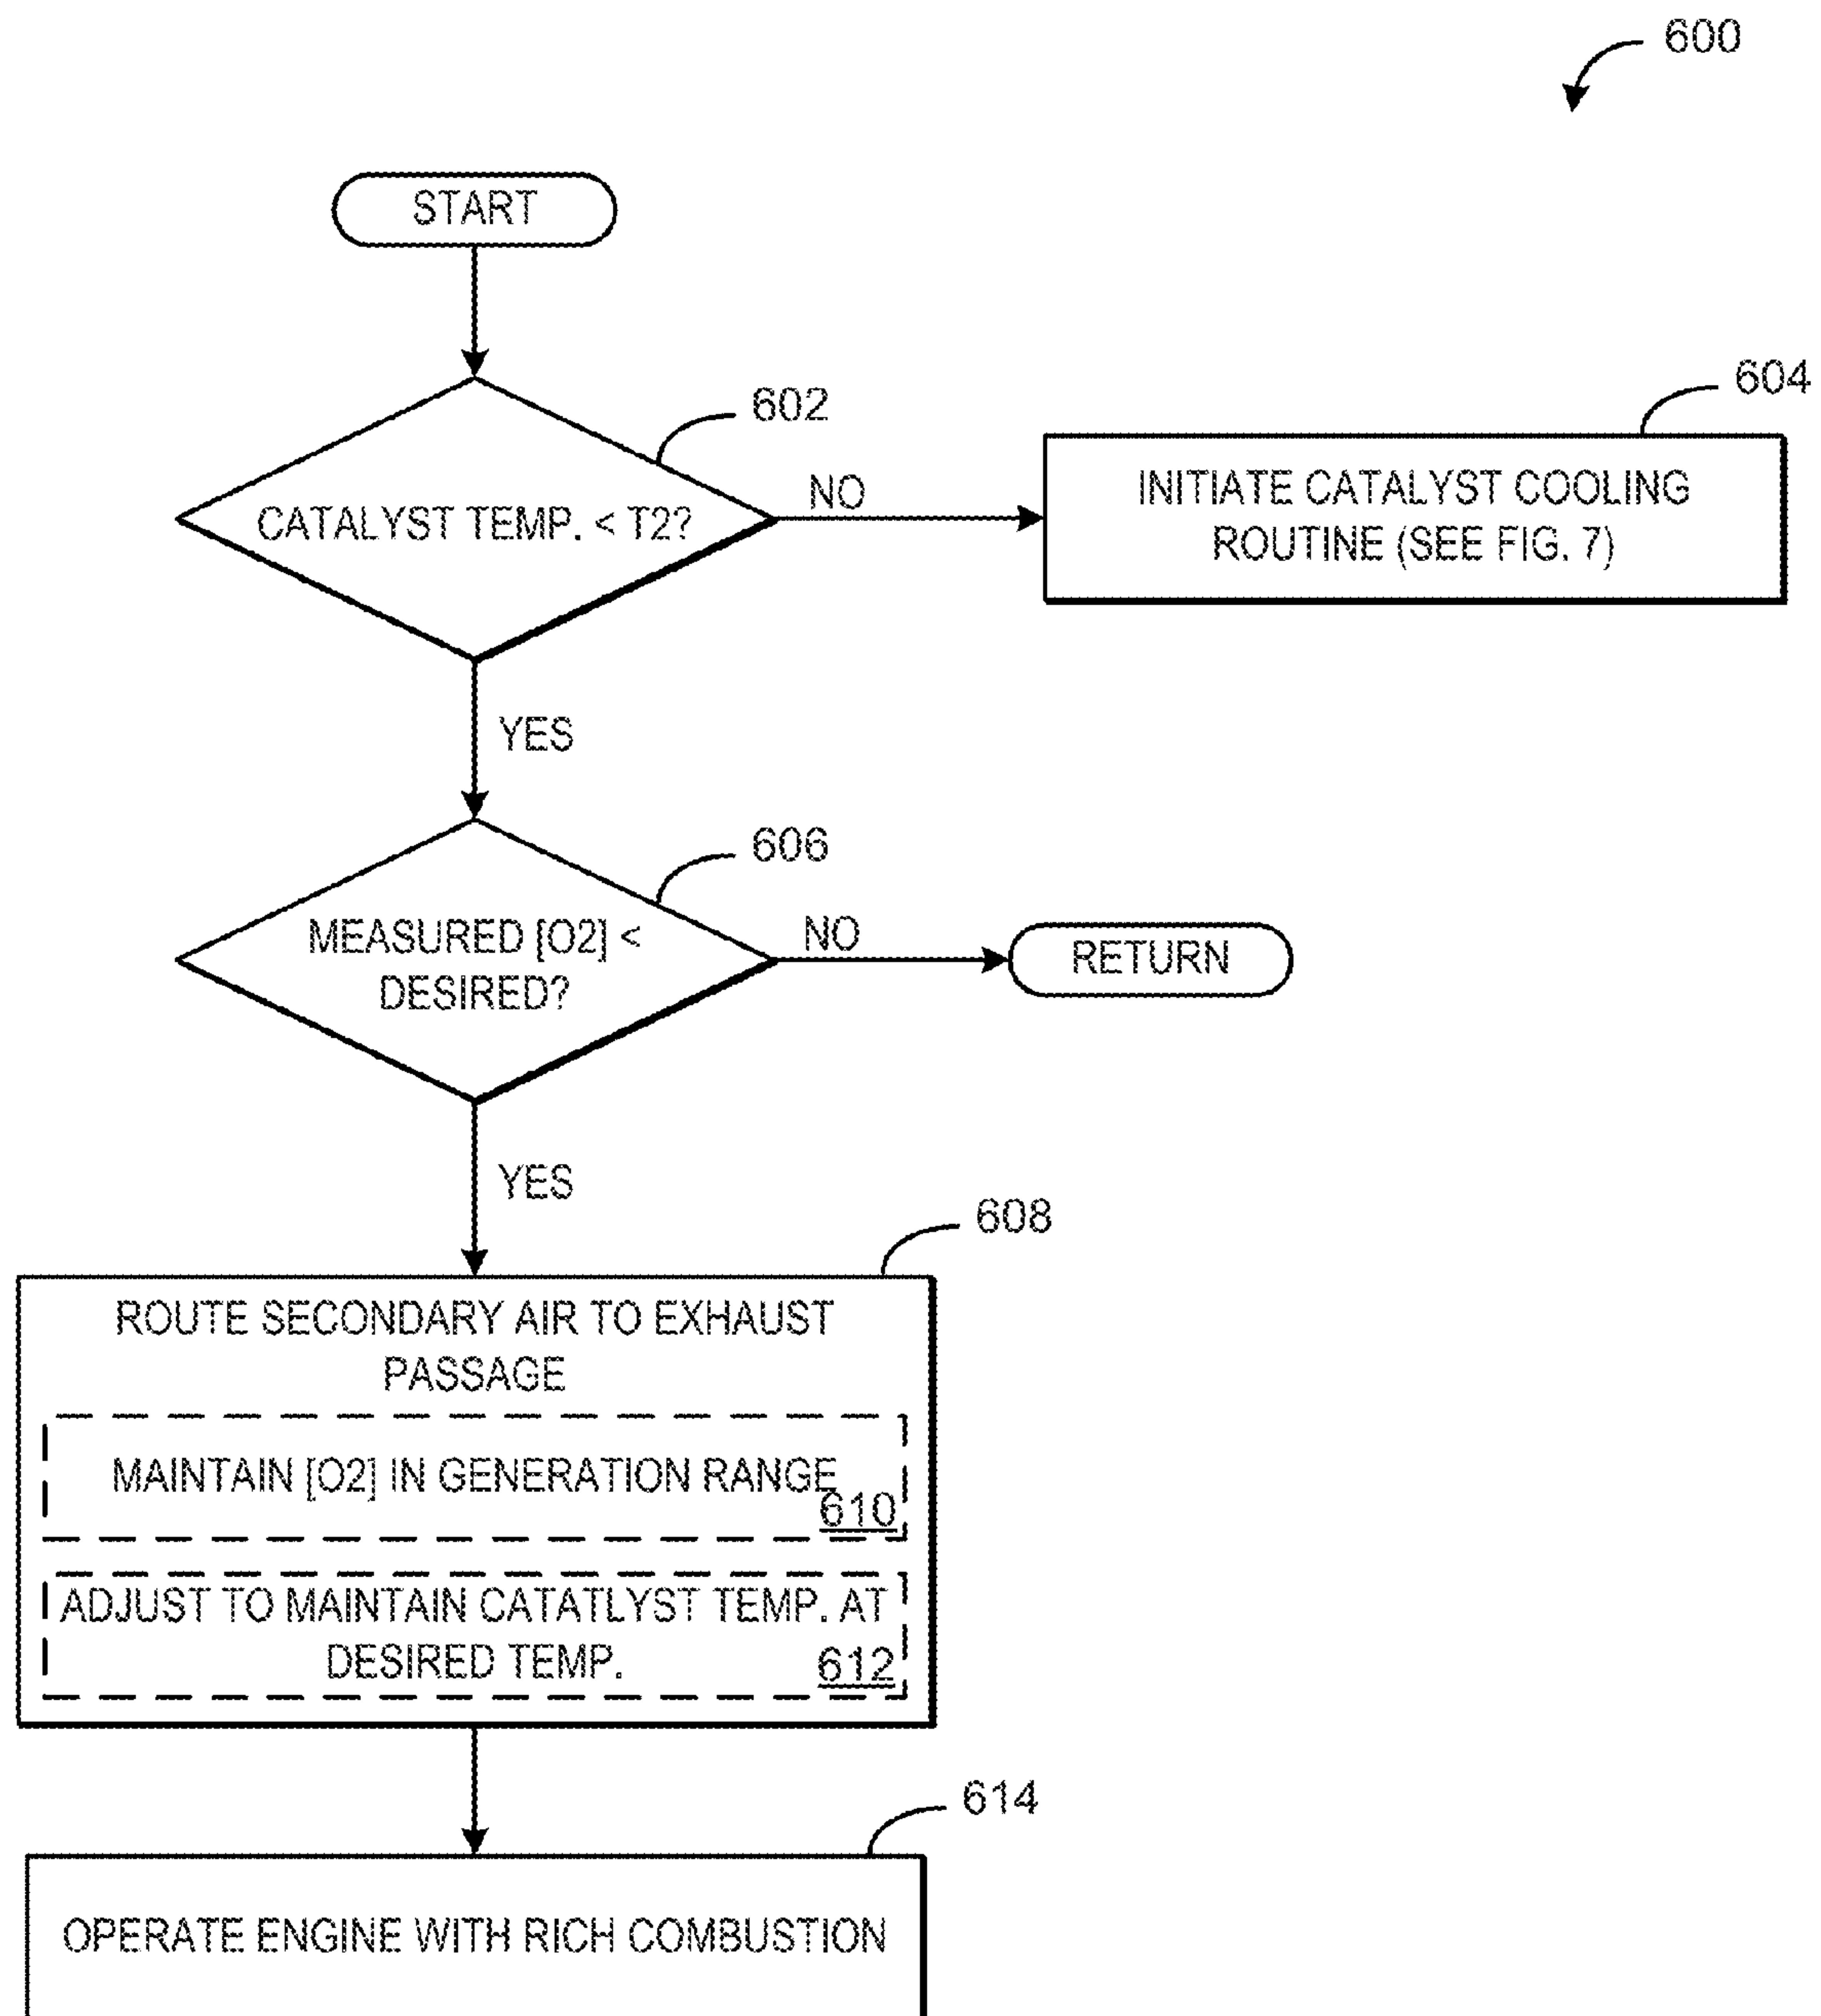 600
START
602
CATALYST TEMP. < T2?
NO
604
INITIATE CATALYST COOLING
ROUTINE (SEE FIG. 7)
YES
606
MEASURED [O2] <
DESIRED?
NO
RETURN
YES
608
ROUTE SECONDARY AIR TO EXHAUST
PASSAGE
MAINTAIN [O2] IN GENERATION RANGE
610
ADJUST TO MAINTAIN CATATLYST TEMP. AT
DESIRED TEMP.
612
614
OPERATE ENGINE WITH RICH COMBUSTION